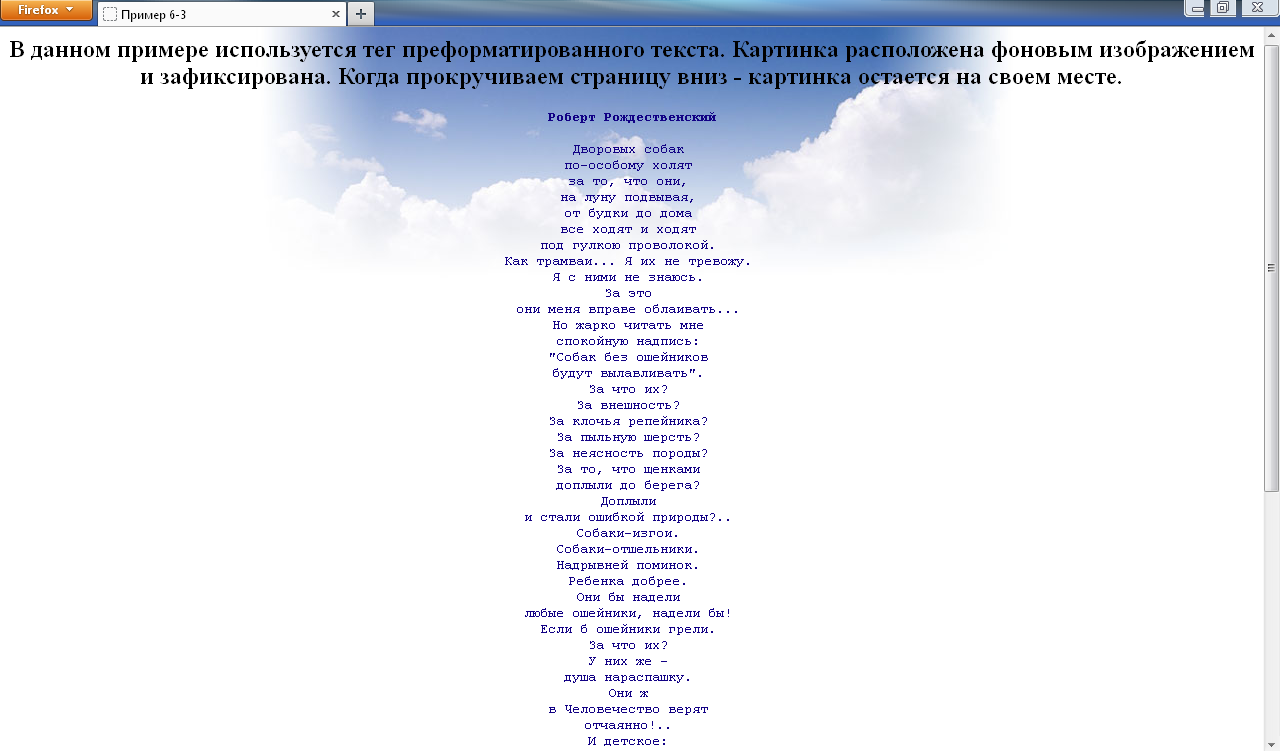 Firefox
Пример 6-3
В данном примере используется тег преформатированного текста. Картинка расположена фоновым изображением
и зафиксирована. Когда прокручиваем страницу вниз - картинка остается на своем месте.
Роберт Рождественский
Дворовых собак
по-особому холят
за то, что они,
на луну подвывая,
от будки до дома
все ходят и ходят
под гулкою проволокой.
Как трамваи... Я их не тревожу.
Я с ними не знаюсь.
За это
они меня вправе облаивать...
Но жарко читать мне
спокойную надпись:
"Собак без ошейников
будут вылавливать".
За что их?
За внешность?
За клочья репейника?
За пыльную шерсть?
За неясность породы?
За то, что щенками
доплыли до берега?
Доплыли
и стали ошибкой природы?..
Собаки-изгои.
Собаки-отшельники.
Надрывней поминок.
Ребенка добрее.
Они бы надели
любые ошейники, надели бы!
Если б ошейники грели.
За что их?
У них же -
душа нараспашку.
Они ж
в Человечество верят
отчаянно!..
И детское: